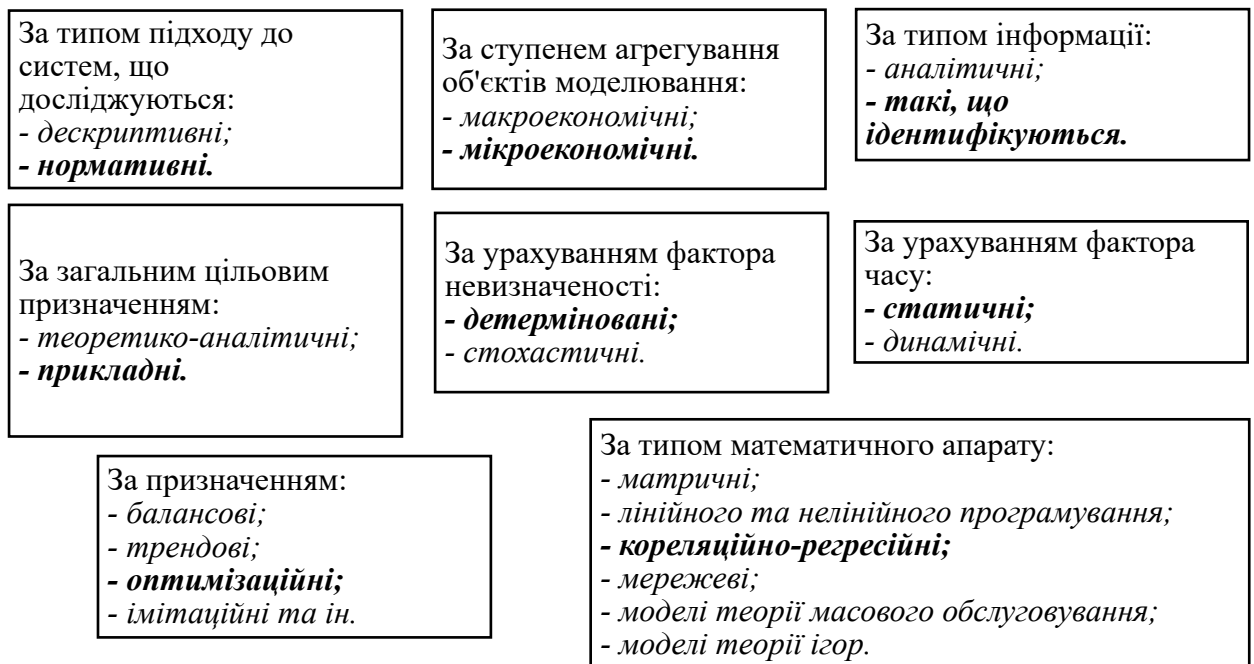 За типом підходу до
систем, що
досліджуються:
- дескриптивні;
- нормативні.
За ступенем агрегування
об'єктів моделювання:
- макроекономічні;
- мікроекономічні.
За типом інформації:
- аналітичні;
- такі, що
ідентифікуються.
За загальним цільовим
призначенням:
- теоретико-аналітичні;
- прикладні.
За урахуванням фактора
невизначеності:
- детерміновані;
- стохастичні.
За урахуванням фактора
часу:
- статичні;
- динамічні.
За призначенням:
- балансові;
- трендові;
- оптимізаційні;
- імітаційні та ін.
За типом математичного апарату:
- матричні;
- лінійного та нелінійного програмування;
- кореляційно-регресійні;
- мережеві;
- моделі теорії масового обслуговування;
- моделі теорії ігор.